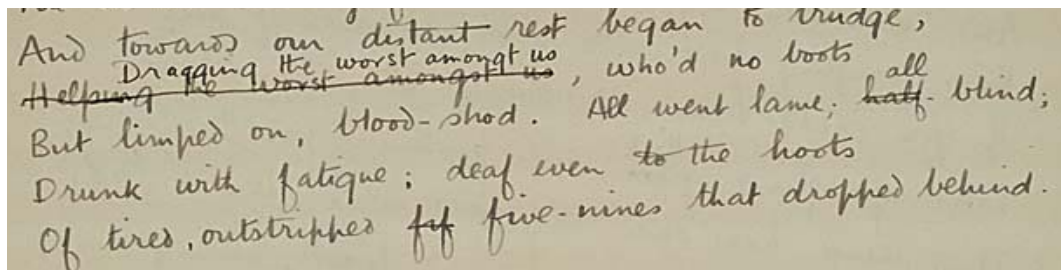 And towards our distant rest began to trudge,
Dragging the worst amongt us
Helping the worst amongst us, who'd no boots
all
But limped on, blood-shod. All went lame; half- blind;
Drunk with fatigue; deaf even to the hoots
Of tired, outstripped fif five-nines that dropped behind.